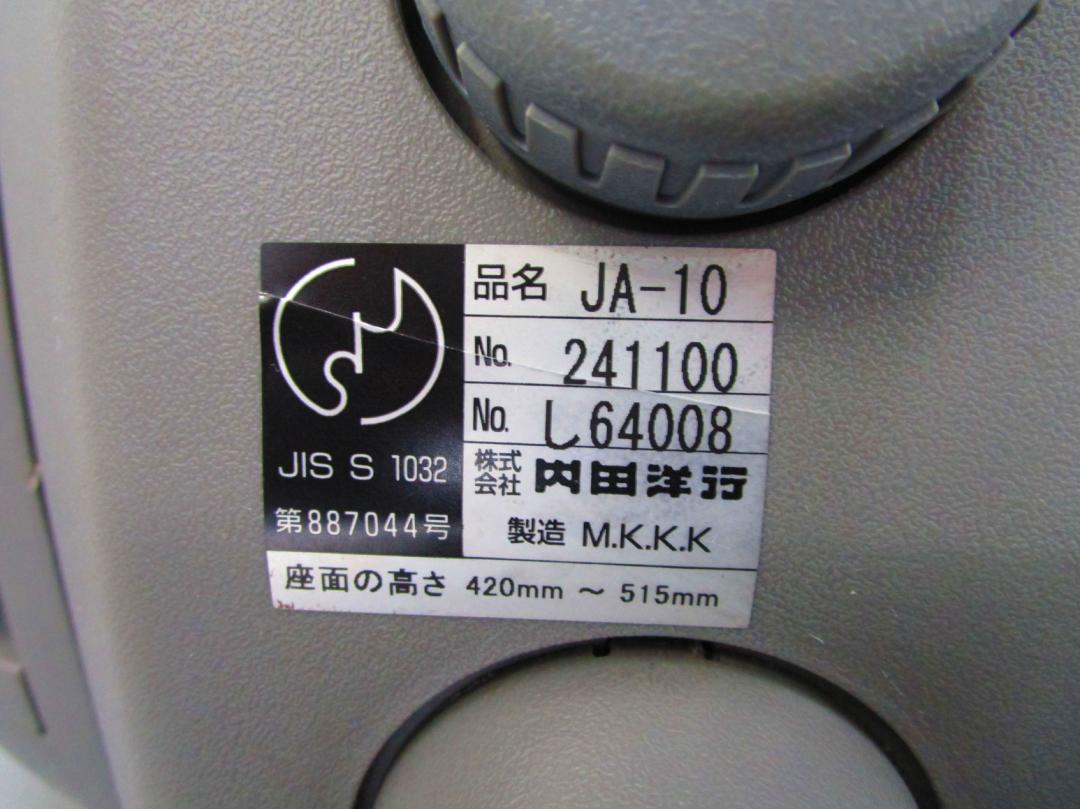 JIS S 1032
第887044号
品名 JA-10
No. 241100
No. し64008
株式会社 内田洋行
製造 M.K.K.K
座面の高さ 420mm ~ 515mm